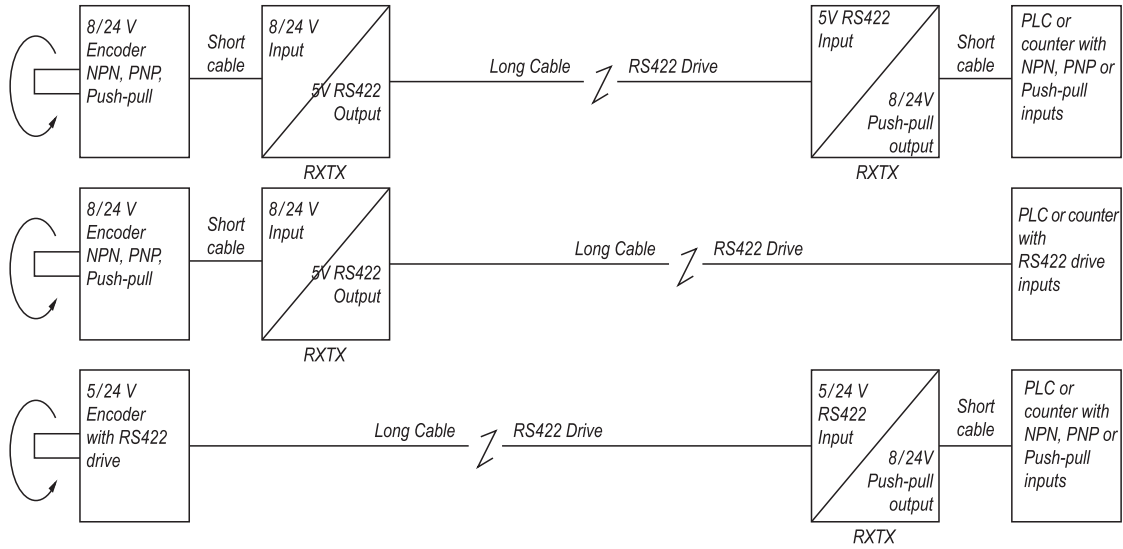 8/24 V
Encoder
NPN, PNP,
Push-pull
Short
cable
8/24 V
Input
5V RS422
Output
RXTX
Long Cable
RS422 Drive
5V RS422
Input
8/24V
Push-pull
output
RXTX
Short
cable
PLC or
counter with
NPN, PNP or
Push-pull
inputs
8/24 V
Encoder
NPN, PNP,
Push-pull
Short
cable
8/24 V
Input
5V RS422
Output
RXTX
Long Cable
RS422 Drive
PLC or counter
with
RS422 drive
inputs
5/24 V
Encoder
with RS422
drive
Long Cable
RS422 Drive
5/24 V
RS422
Input
8/24V
Push-pull
output
RXTX
Short
cable
PLC or
counter with
NPN, PNP or
Push-pull
inputs